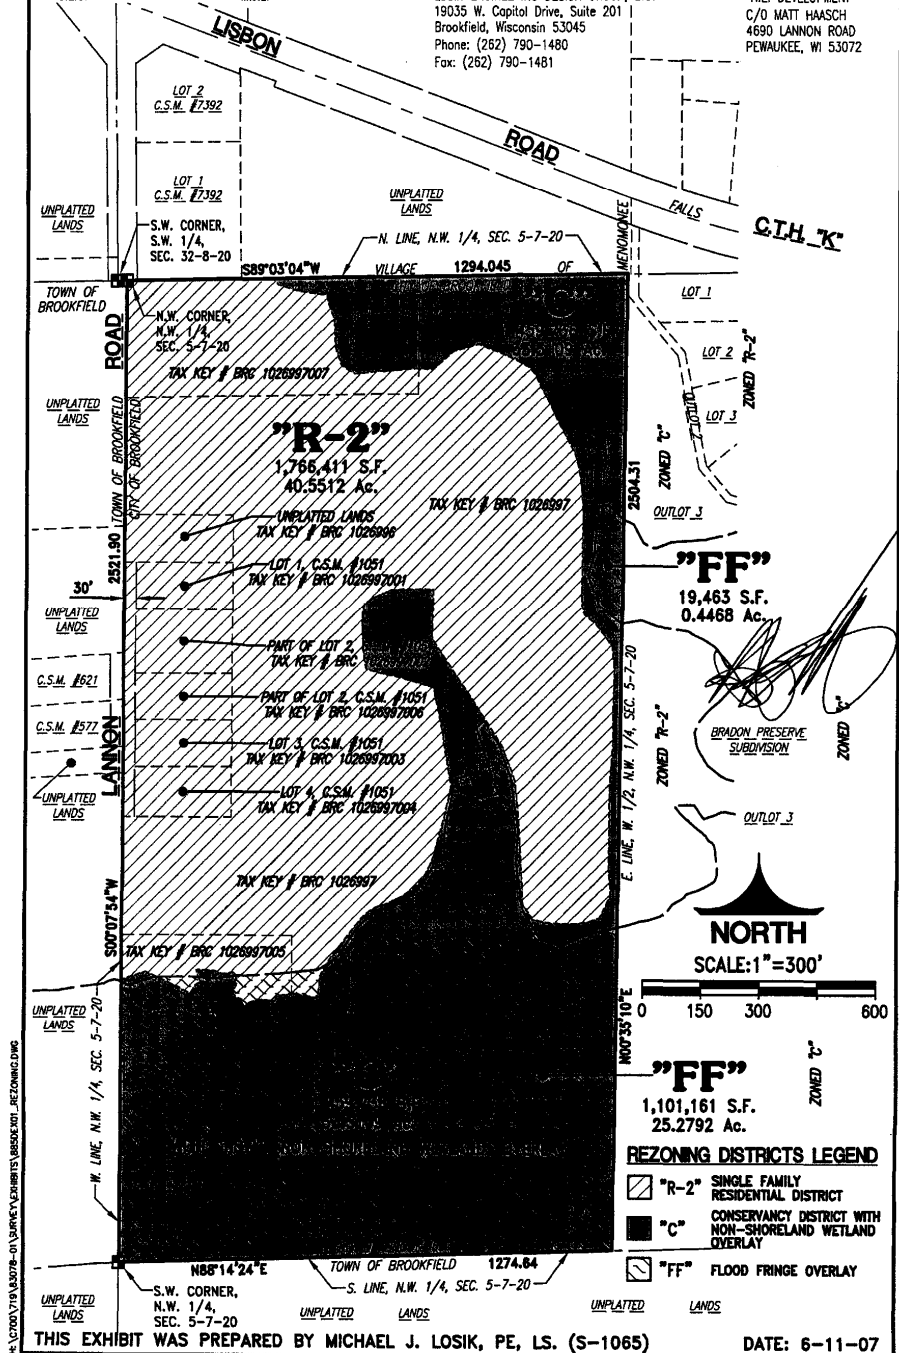 19035 W. Capitol Drive, Suite 201
Brookfield, Wisconsin 53045
Phone: (262) 790-1480
Fax: (262) 790-1481
C/O MATT HAASCH
4690 LANNON ROAD
PEWAUKEE, WI 53072
LISBON
ROAD
LOT 2
C.S.M. #7392
LOT 1
C.S.M. #7392
UNPLATTED
LANDS
UNPLATTED
LANDS
FALLS
MENOMONEE
C.T.H. "K"
S.W. CORNER,
S.W. 1/4,
SEC. 32-8-20
N. LINE, N.W. 1/4, SEC. 5-7-20
S89°03'04"W
VILLAGE
1294.045
OF
TOWN OF
BROOKFIELD
N.W. CORNER,
N.W. 1/4,
SEC. 5-7-20
ROAD
LOT 1
LOT 2
LOT 3
OUTLOT 2
ZONED "R-2"
ZONED "C"
TAX KEY # BRC 1026997007
UNPLATTED
LANDS
TOWN OF BROOKFIELD
CITY OF BROOKFIELD
"R-2"
1,766,411 S.F.
40.5512 Ac.
TAX KEY # BRC 1026997
2504.31
OUTLOT 3
UNPLATTED LANDS
TAX KEY # BRC 1026996
2521.90
LOT 1, C.S.M. #1051
TAX KEY # BRC 1026997001
"FF"
19,463 S.F.
0.4468 Ac.
30'
UNPLATTED
LANDS
PART OF LOT 2,
TAX KEY # BRC
C.S.M. #621
PART OF LOT 2, C.S.M. #1051
TAX KEY # BRC 1026997006
C.S.M. #577
LANNON
LOT 3, C.S.M. #1051
TAX KEY # BRC 1026997003
E. LINE, W. 1/2, N.W. 1/4, SEC. 5-7-20
ZONED "R-2"
BRADON PRESERVE
SUBDIVISION
ZONED "C"
UNPLATTED
LANDS
LOT 4, C.S.M. #1051
TAX KEY # BRC 1026997004
OUTLOT 3
TAX KEY # BRC 1026997
S00°07'54"W
TAX KEY # BRC 1026997005
NORTH
SCALE:1"=300'
0 150 300 600
UNPLATTED
LANDS
W. LINE, N.W. 1/4, SEC. 5-7-20
N00°35'10"E
ZONED "C"
"FF"
1,101,161 S.F.
25.2792 Ac.
REZONING DISTRICTS LEGEND
"R-2" SINGLE FAMILY
RESIDENTIAL DISTRICT
"C" CONSERVANCY DISTRICT WITH
NON-SHORELAND WETLAND
OVERLAY
"FF" FLOOD FRINGE OVERLAY
N88°14'24"E
TOWN OF BROOKFIELD
1274.64
S. LINE, N.W. 1/4, SEC. 5-7-20
S.W. CORNER,
N.W. 1/4,
SEC. 5-7-20
UNPLATTED
LANDS
UNPLATTED LANDS
UNPLATTED LANDS
THIS EXHIBIT WAS PREPARED BY MICHAEL J. LOSIK, PE, LS. (S-1065)
DATE: 6-11-07